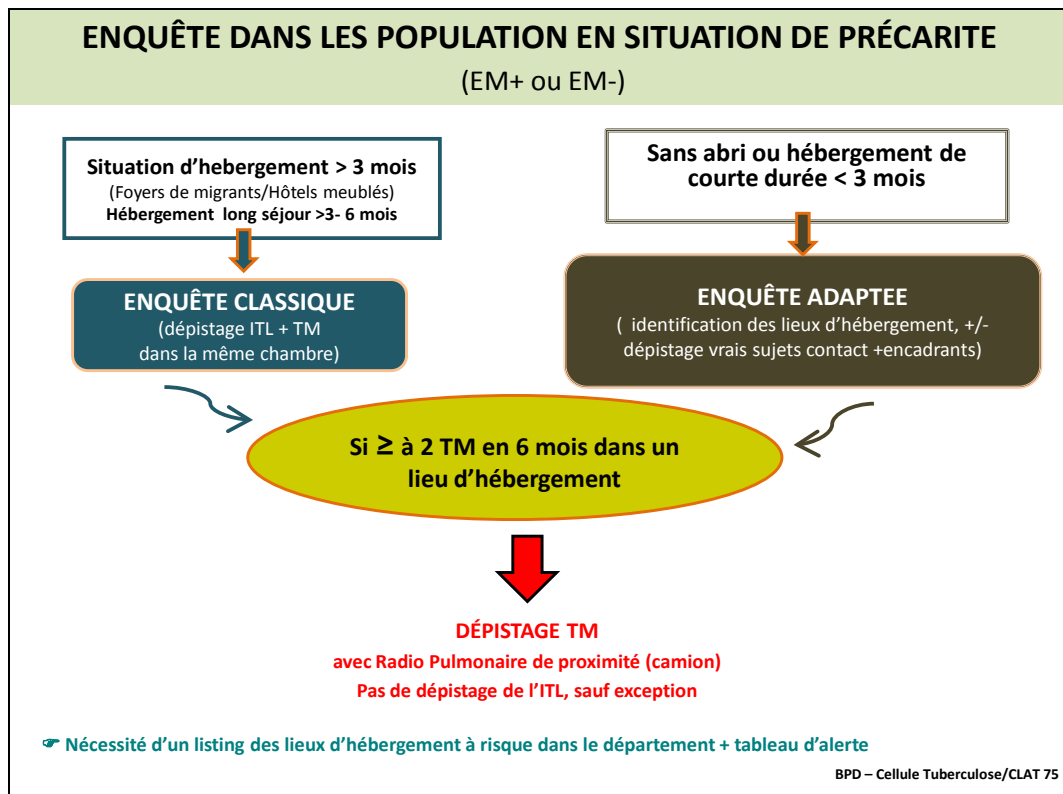 ENQUÊTE DANS LES POPULATION EN SITUATION DE PRÉCARITE
(EM+ ou EM-)
Situation d’hebergement > 3 mois
(Foyers de migrants/Hôtels meublés)
Hébergement long séjour >3- 6 mois
Sans abri ou hébergement de
courte durée < 3 mois
ENQUÊTE CLASSIQUE
(dépistage ITL + TM
dans la même chambre)
ENQUÊTE ADAPTEE
( identification des lieux d’hébergement, +/-
dépistage vrais sujets contact +encadrants)
Si ≥ à 2 TM en 6 mois dans un
lieu d’hébergement
DÉPISTAGE TM
avec Radio Pulmonaire de proximité (camion)
Pas de dépistage de l’ITL, sauf exception
☞ Nécessité d’un listing des lieux d’hébergement à risque dans le département + tableau d’alerte
BPD – Cellule Tuberculose/CLAT 75